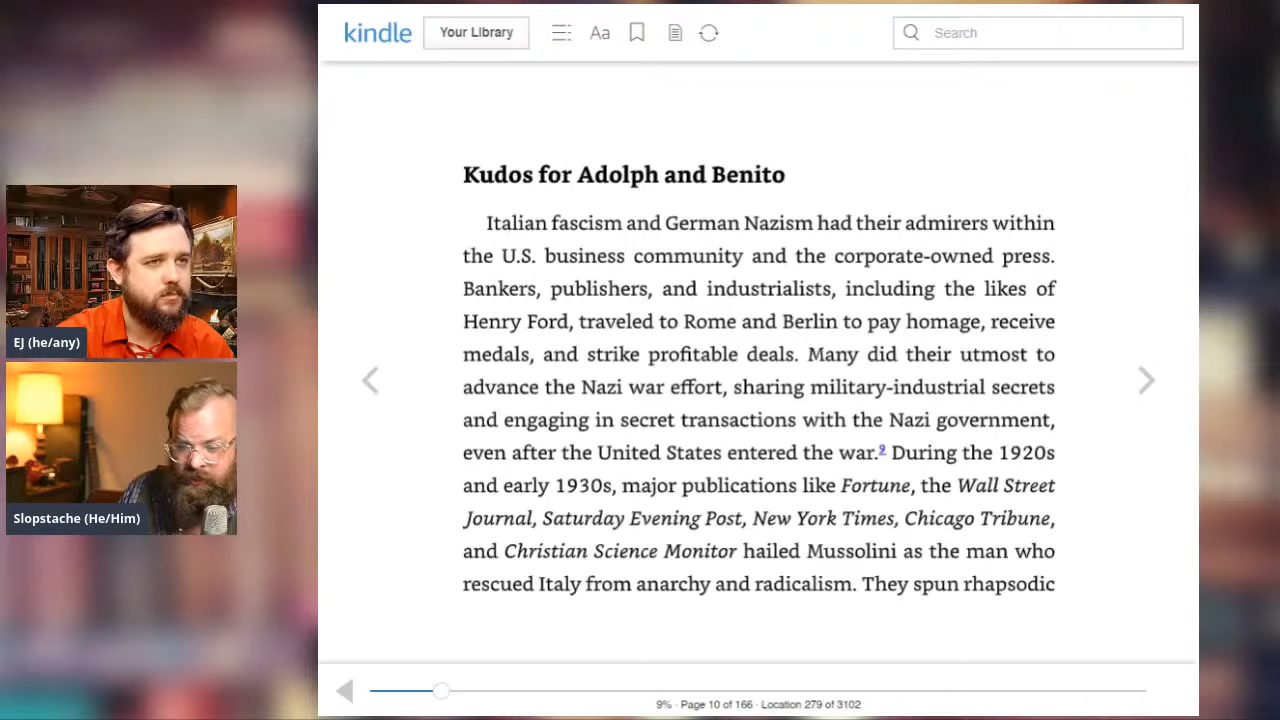 kindle
Your Library
Aa
Search
Kudos for Adolph and Benito
Italian fascism and German Nazism had their admirers within
the U.S. business community and the corporate-owned press.
Bankers, publishers, and industrialists, including the likes of
Henry Ford, traveled to Rome and Berlin to pay homage, receive
medals, and strike profitable deals. Many did their utmost to
advance the Nazi war effort, sharing military-industrial secrets
and engaging in secret transactions with the Nazi government,
even after the United States entered the war.9 During the 1920s
and early 1930s, major publications like Fortune, the Wall Street
Journal, Saturday Evening Post, New York Times, Chicago Tribune,
and Christian Science Monitor hailed Mussolini as the man who
rescued Italy from anarchy and radicalism. They spun rhapsodic
9% · Page 10 of 166 · Location 279 of 3102
EJ (he/any)
Slopstache (He/Him)